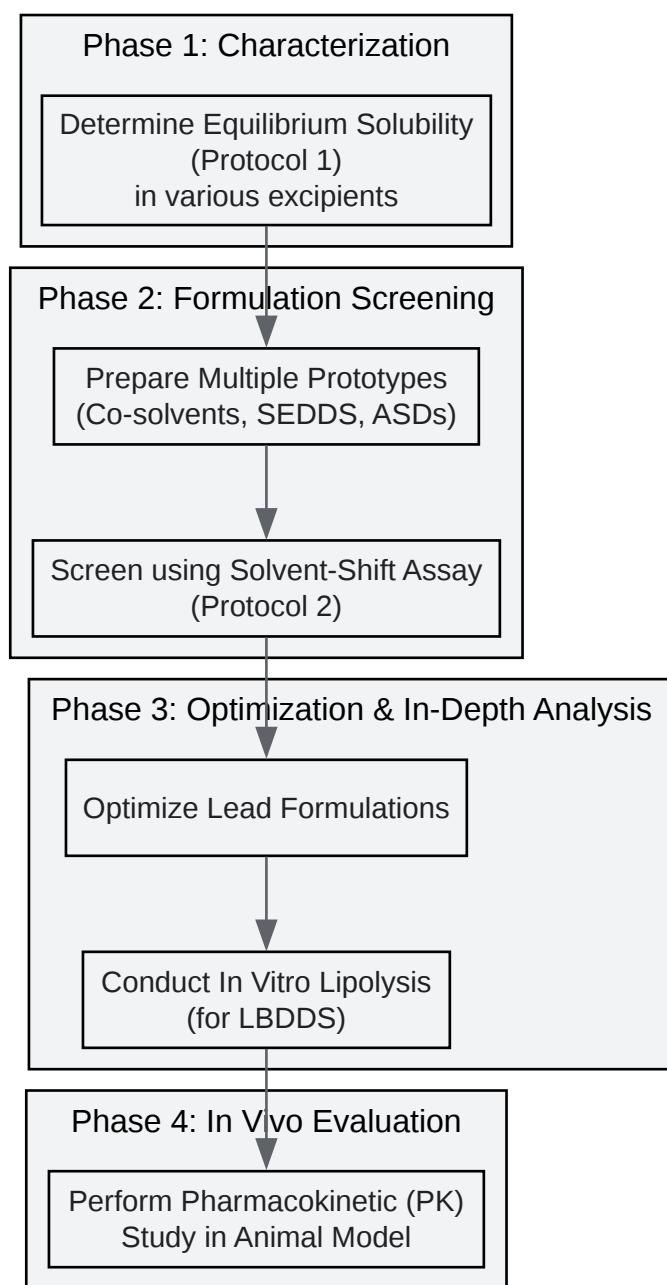 Phase 1: Characterization
Determine Equilibrium Solubility
(Protocol 1)
in various excipients
Phase 2: Formulation Screening
Prepare Multiple Prototypes
(Co-solvents, SEDDS, ASDs)
Screen using Solvent-Shift Assay
(Protocol 2)
Phase 3: Optimization & In-Depth Analysis
Optimize Lead Formulations
Conduct In Vitro Lipolysis
(for LBDDS)
Phase 4: In Vivo Evaluation
Perform Pharmacokinetic (PK)
Study in Animal Model